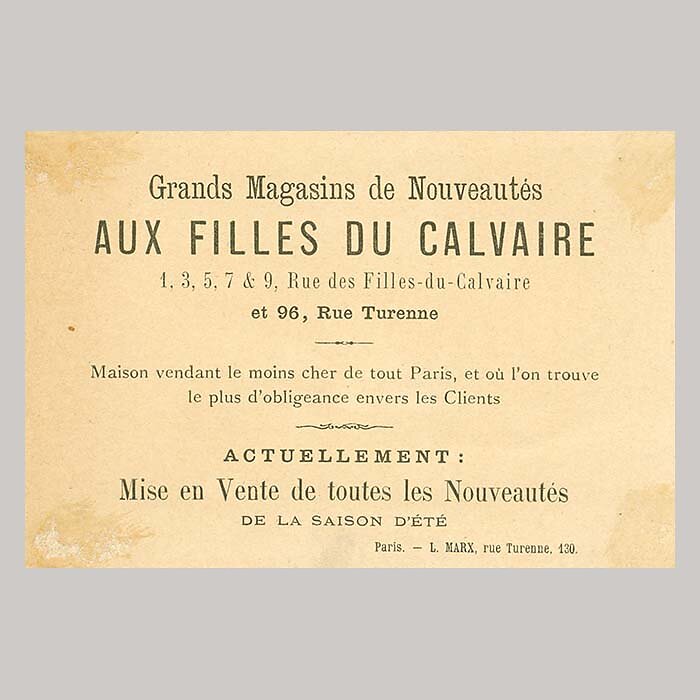 Grands Magasins de Nouveautés
AUX FILLES DU CALVAIRE
1, 3, 5, 7 & 9, Rue des Filles-du-Calvaire
et 96, Rue Turenne
Maison vendant le moins cher de tout Paris, et où l'on trouve
le plus d'obligeance envers les Clients
ACTUELLEMENT :
Mise en Vente de toutes les Nouveautés
DE LA SAISON D'ÉTÉ
Paris. — L. MARX, rue Turenne, 130.